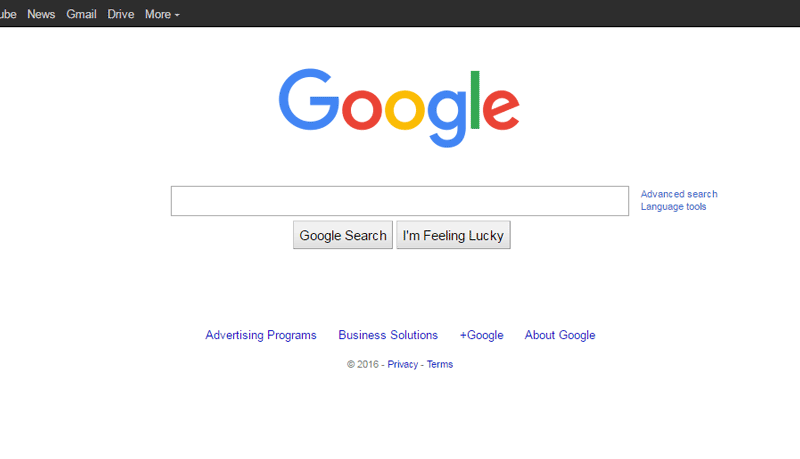 ube News Gmail Drive More
Google
Advanced search
Language tools
Google Search I'm Feeling Lucky
Advertising Programs Business Solutions +Google About Google
© 2016 - Privacy - Terms